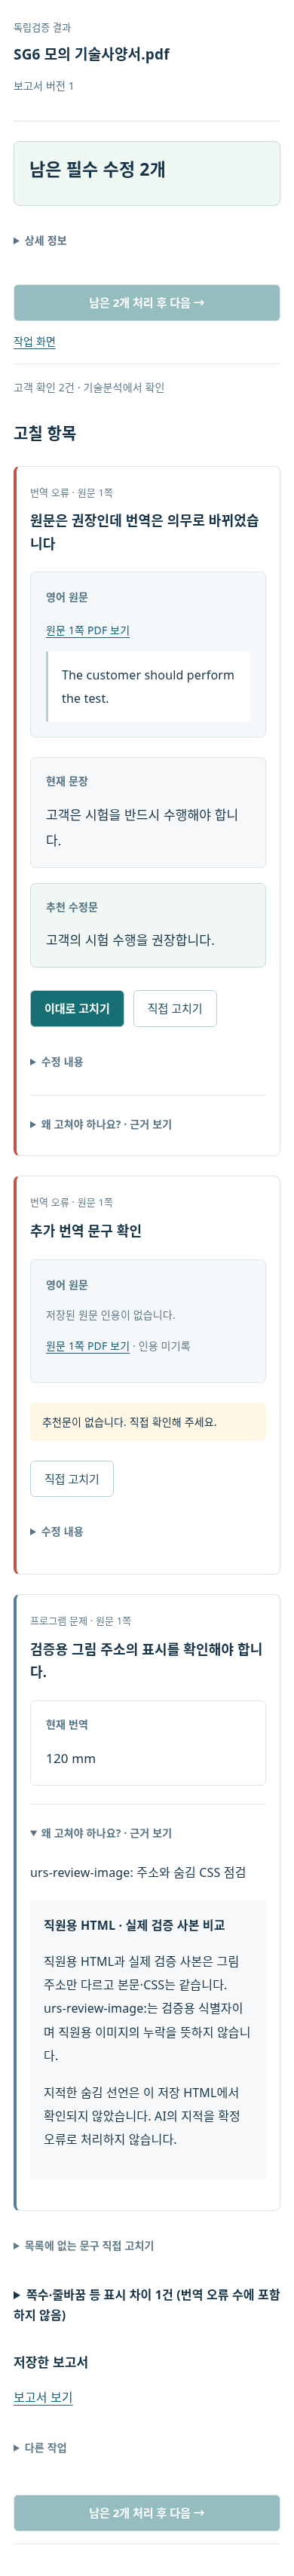 독립검증 결과
SG6 모의 기술사양서.pdf
보고서 버전 1
남은 필수 수정 2개
▶ 상세 정보
남은 2개 처리 후 다음 →
작업 화면
고객 확인 2건 · 기술분석에서 확인
고칠 항목
번역 오류 · 원문 1쪽
원문은 권장인데 번역은 의무로 바뀌었습
니다
영어 원문
원문 1쪽 PDF 보기
The customer should perform
the test.
현재 문장
고객은 시험을 반드시 수행해야 합니
다.
추천 수정문
고객의 시험 수행을 권장합니다.
이대로 고치기
직접 고치기
▶ 수정 내용
▶ 왜 고쳐야 하나요? · 근거 보기
번역 오류 · 원문 1쪽
추가 번역 문구 확인
영어 원문
저장된 원문 인용이 없습니다.
원문 1쪽 PDF 보기 · 인용 미기록
추천문이 없습니다. 직접 확인해 주세요.
직접 고치기
▶ 수정 내용
프로그램 문제 · 원문 1쪽
검증용 그림 주소의 표시를 확인해야 합니
다.
현재 번역
120 mm
▼ 왜 고쳐야 하나요? · 근거 보기
urs-review-image: 주소와 숨김 CSS 점검
직원용 HTML · 실제 검증 사본 비교
직원용 HTML과 실제 검증 사본은 그림
주소만 다르고 본문·CSS는 같습니다.
urs-review-image:는 검증용 식별자이
며 직원용 이미지의 누락을 뜻하지 않습니
다.
지적한 숨김 선언은 이 저장 HTML에서
확인되지 않았습니다. AI의 지적을 확정
오류로 처리하지 않습니다.
▶ 목록에 없는 문구 직접 고치기
▶ 쪽수·줄바꿈 등 표시 차이 1건 (번역 오류 수에 포함
하지 않음)
저장한 보고서
보고서 보기
▶ 다른 작업
남은 2개 처리 후 다음 →